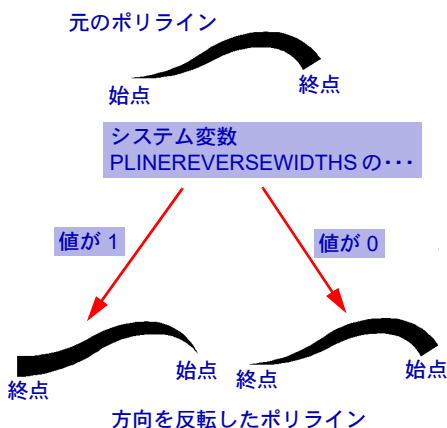 元のポリライン
始点
終点
システム変数
PLINEREVERSEWIDTHS の･･･
値が 1
値が 0
終点
始点
終点
始点
方向を反転したポリライン